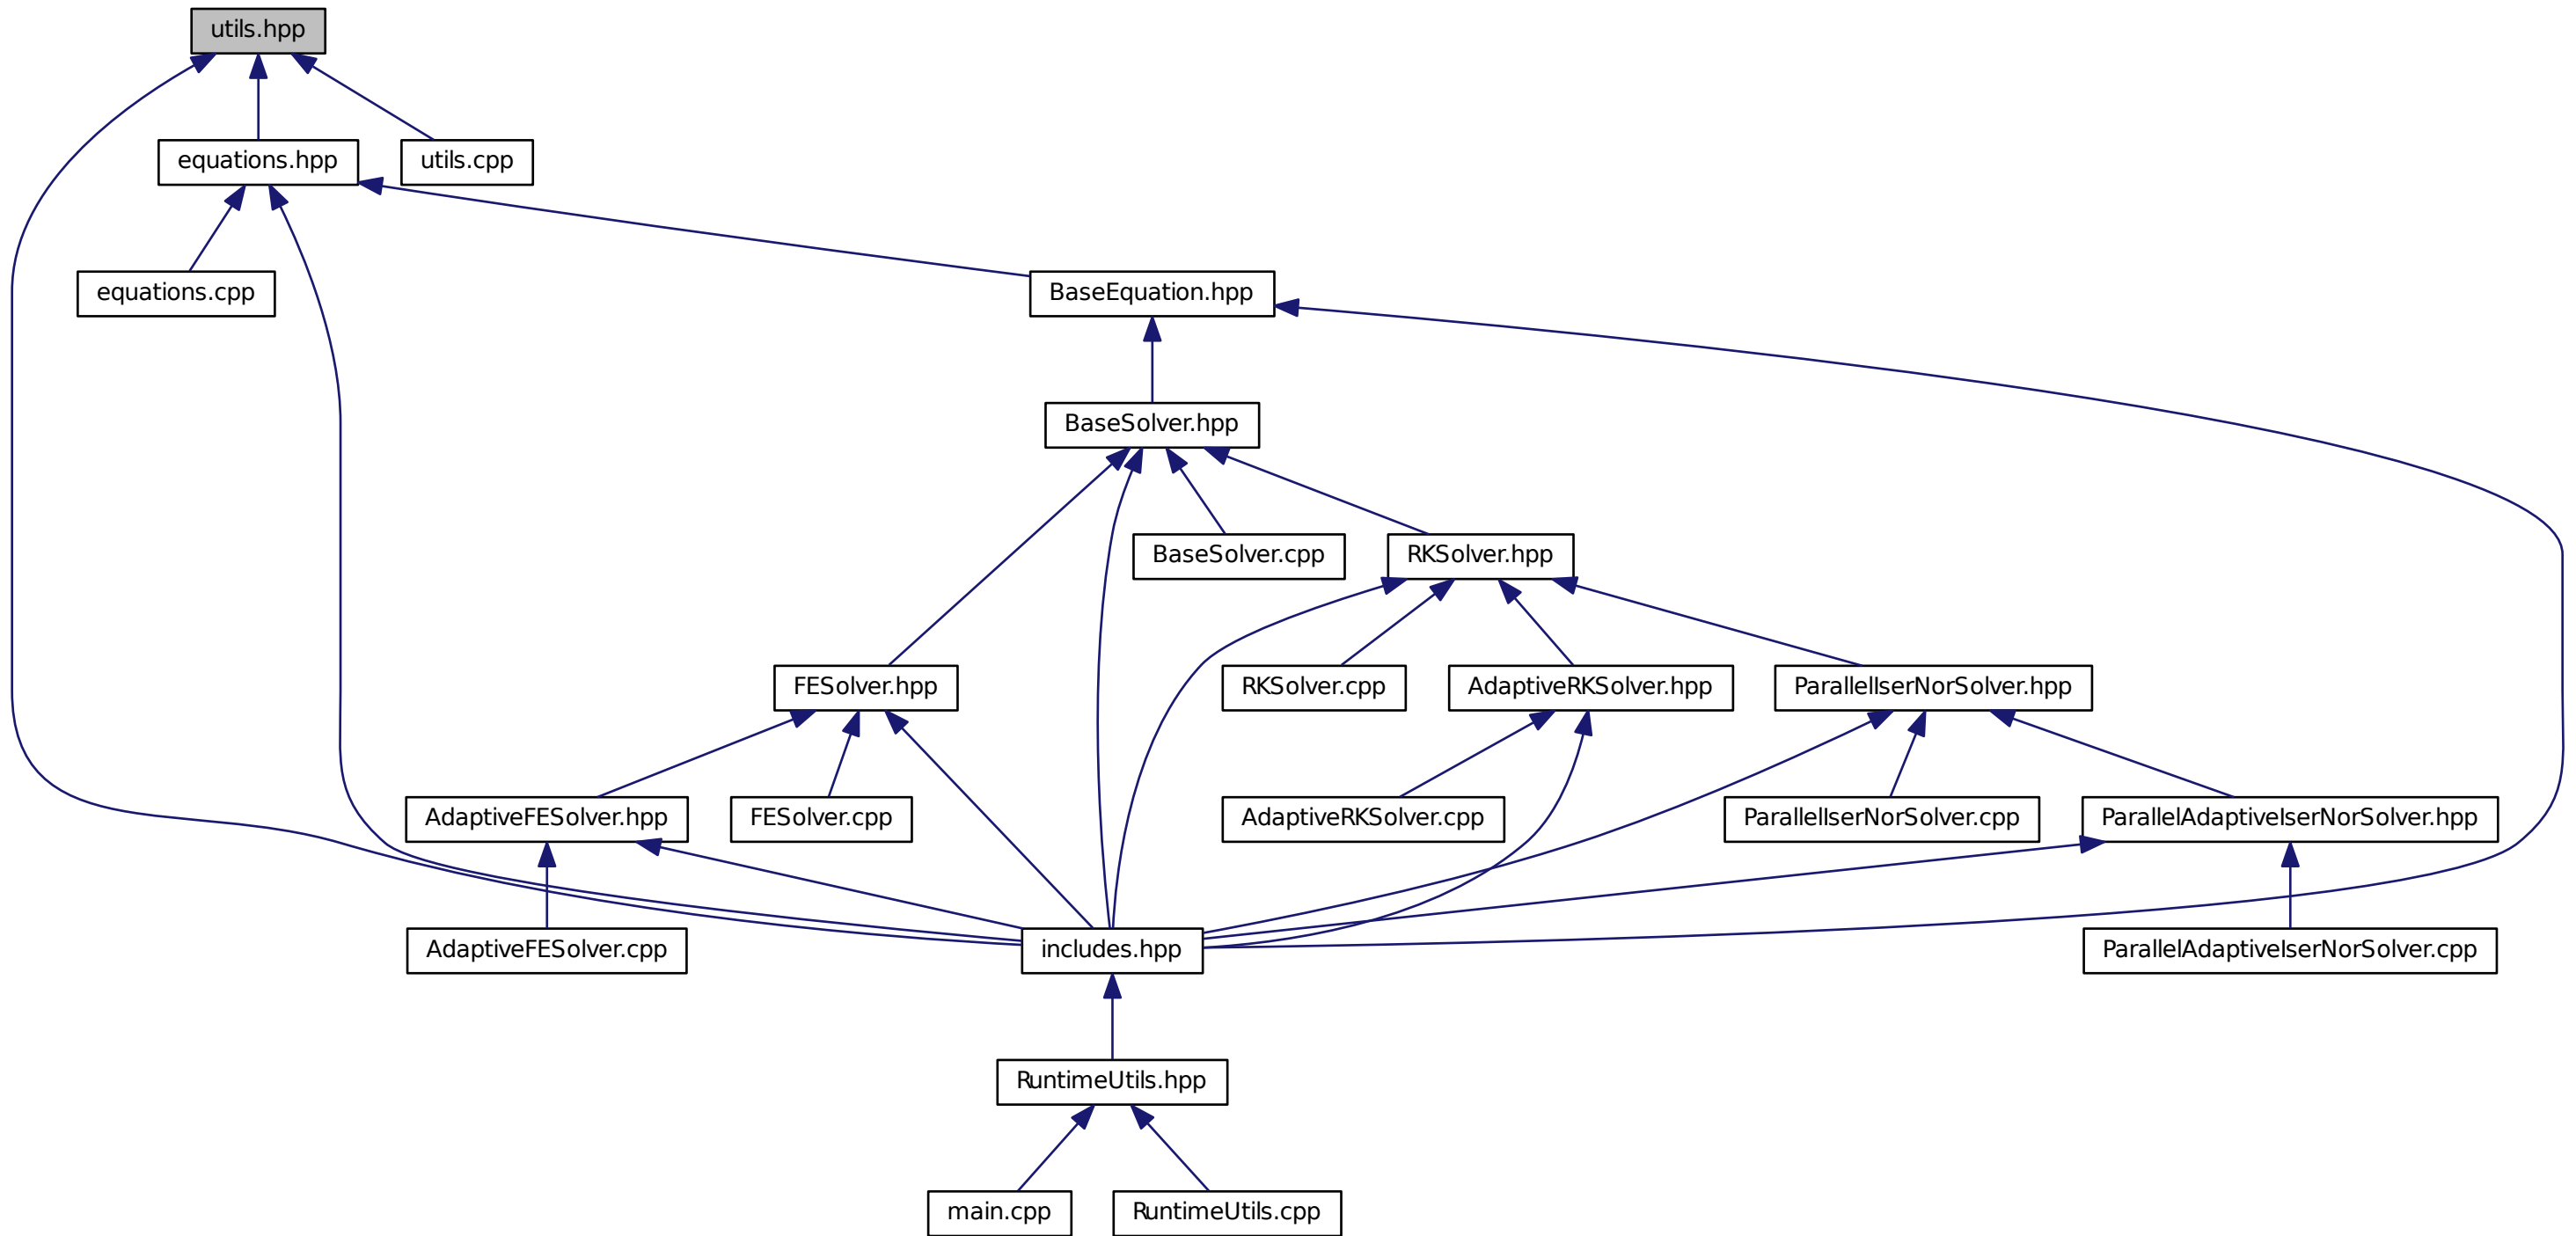 utils.hpp
equations.hpp
utils.cpp
equations.cpp
BaseEquation.hpp
BaseSolver.hpp
BaseSolver.cpp
RKSolver.hpp
FESolver.hpp
RKSolver.cpp
AdaptiveRKSolver.hpp
ParallelIserNorSolver.hpp
AdaptiveFESolver.hpp
FESolver.cpp
AdaptiveRKSolver.cpp
ParallelIserNorSolver.cpp
ParallelAdaptiveIserNorSolver.hpp
AdaptiveFESolver.cpp
includes.hpp
ParallelAdaptiveIserNorSolver.cpp
RuntimeUtils.hpp
main.cpp
RuntimeUtils.cpp